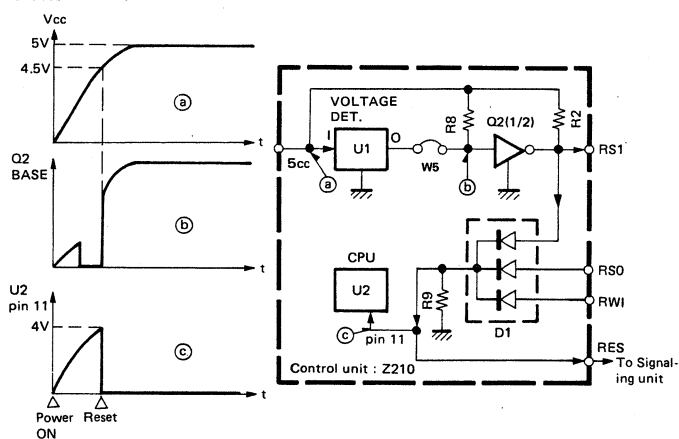 Vcc
5V
4.5V
ⓐ
t
Q2
BASE
ⓑ
t
U2
pin 11
4V
ⓒ
t
Power
ON
Reset
VOLTAGE
DET.
I
U1
O
5cc
ⓐ
W5
R8
ⓑ
Q2(1/2)
R2
RS1
CPU
U2
R9
D1
RS0
RWI
ⓒ
pin 11
RES
To Signal-
ing unit
Control unit : Z210